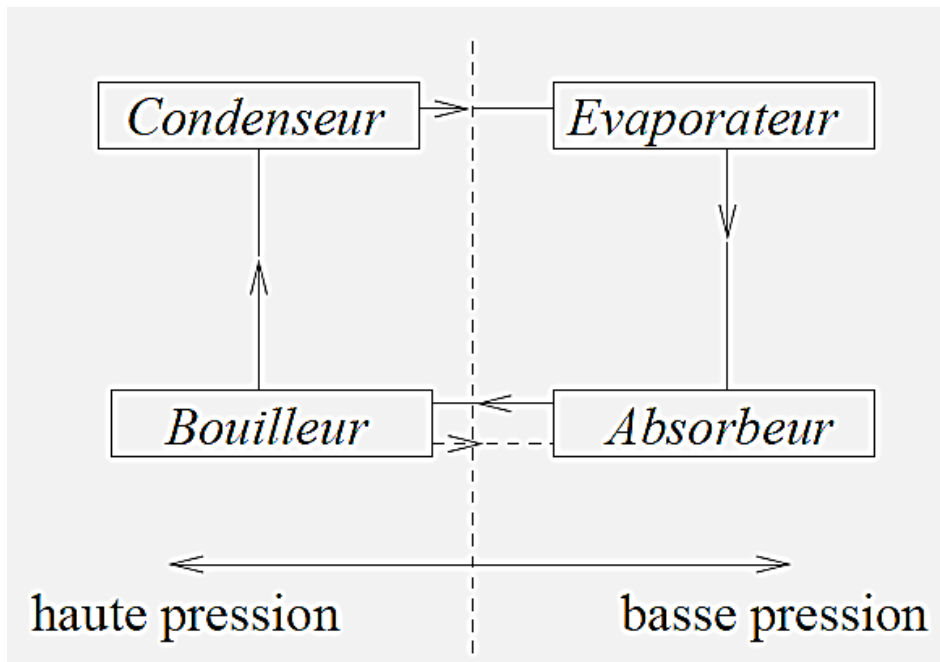 Condenseur
Evaporateur
Bouilleur
Absorbeur
haute pression
basse pression